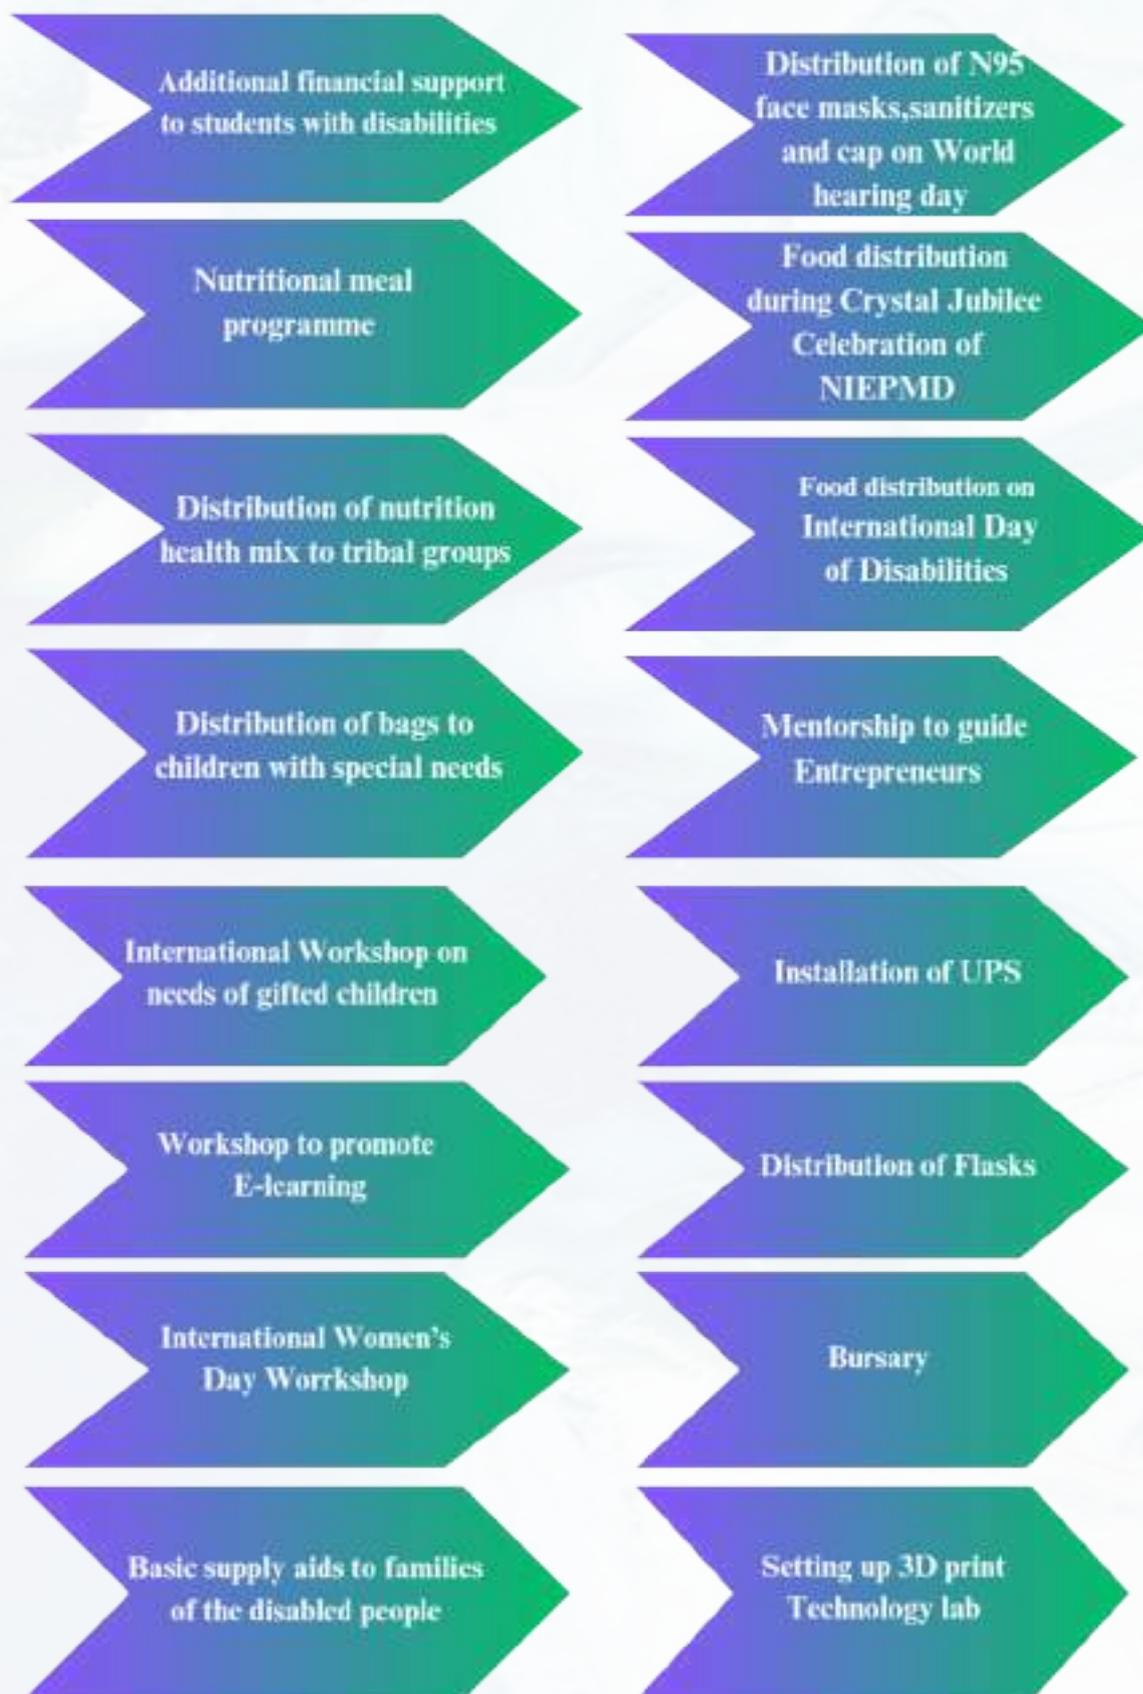 Additional financial support
to students with disabilities
Distribution of N95
face masks,sanitizers
and cap on World
hearing day
Nutritional meal
programme
Food distribution
during Crystal Jubilee
Celebration of
NIEPMD
Distribution of nutrition
health mix to tribal groups
Food distribution on
International Day
of Disabilities
Distribution of bags to
children with special needs
Mentorship to guide
Entrepreneurs
International Workshop on
needs of gifted children
Installation of UPS
Workshop to promote
E-learning
Distribution of Flasks
International Women's
Day Worrkshop
Bursary
Basic supply aids to families
of the disabled people
Setting up 3D print
Technology lab